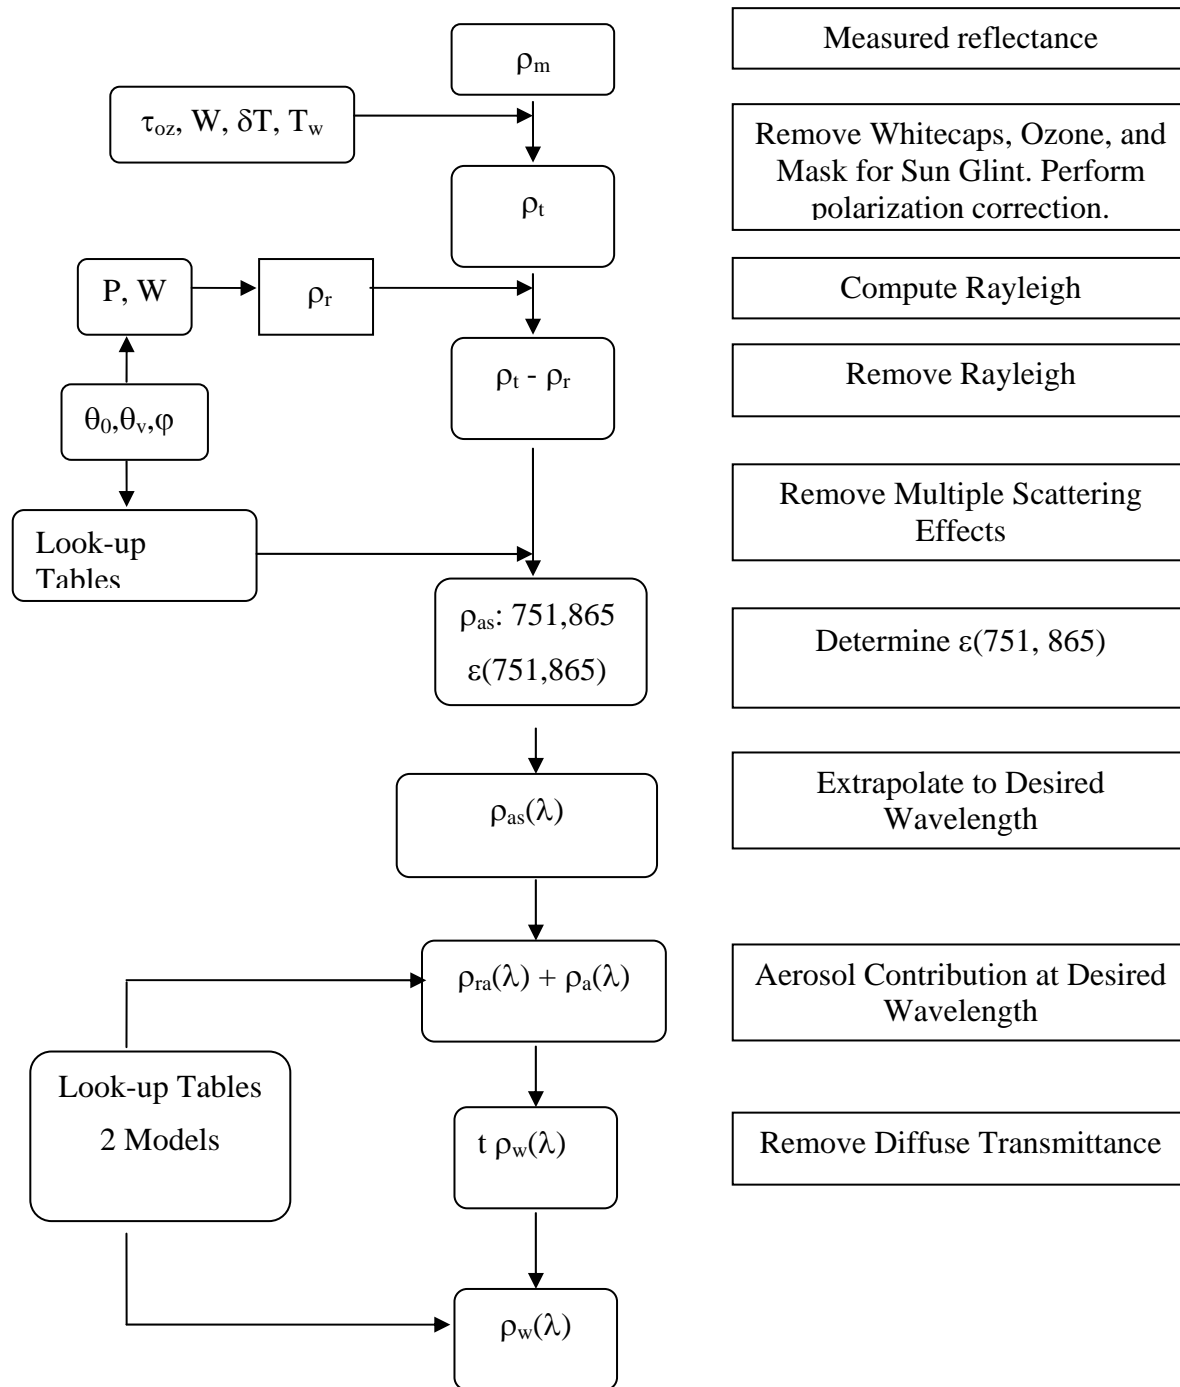 ρm
Measured reflectance
τoz, W, δT, Tw
Remove Whitecaps, Ozone, and
Mask for Sun Glint. Perform
polarization correction.
ρt
P, W
ρr
Compute Rayleigh
ρt - ρr
Remove Rayleigh
θ0,θv,φ
Look-up
Tables
Remove Multiple Scattering
Effects
ρas: 751,865
ε(751,865)
Determine ε(751, 865)
ρas(λ)
Extrapolate to Desired
Wavelength
ρra(λ) + ρa(λ)
Aerosol Contribution at Desired
Wavelength
Look-up Tables
2 Models
t ρw(λ)
Remove Diffuse Transmittance
ρw(λ)